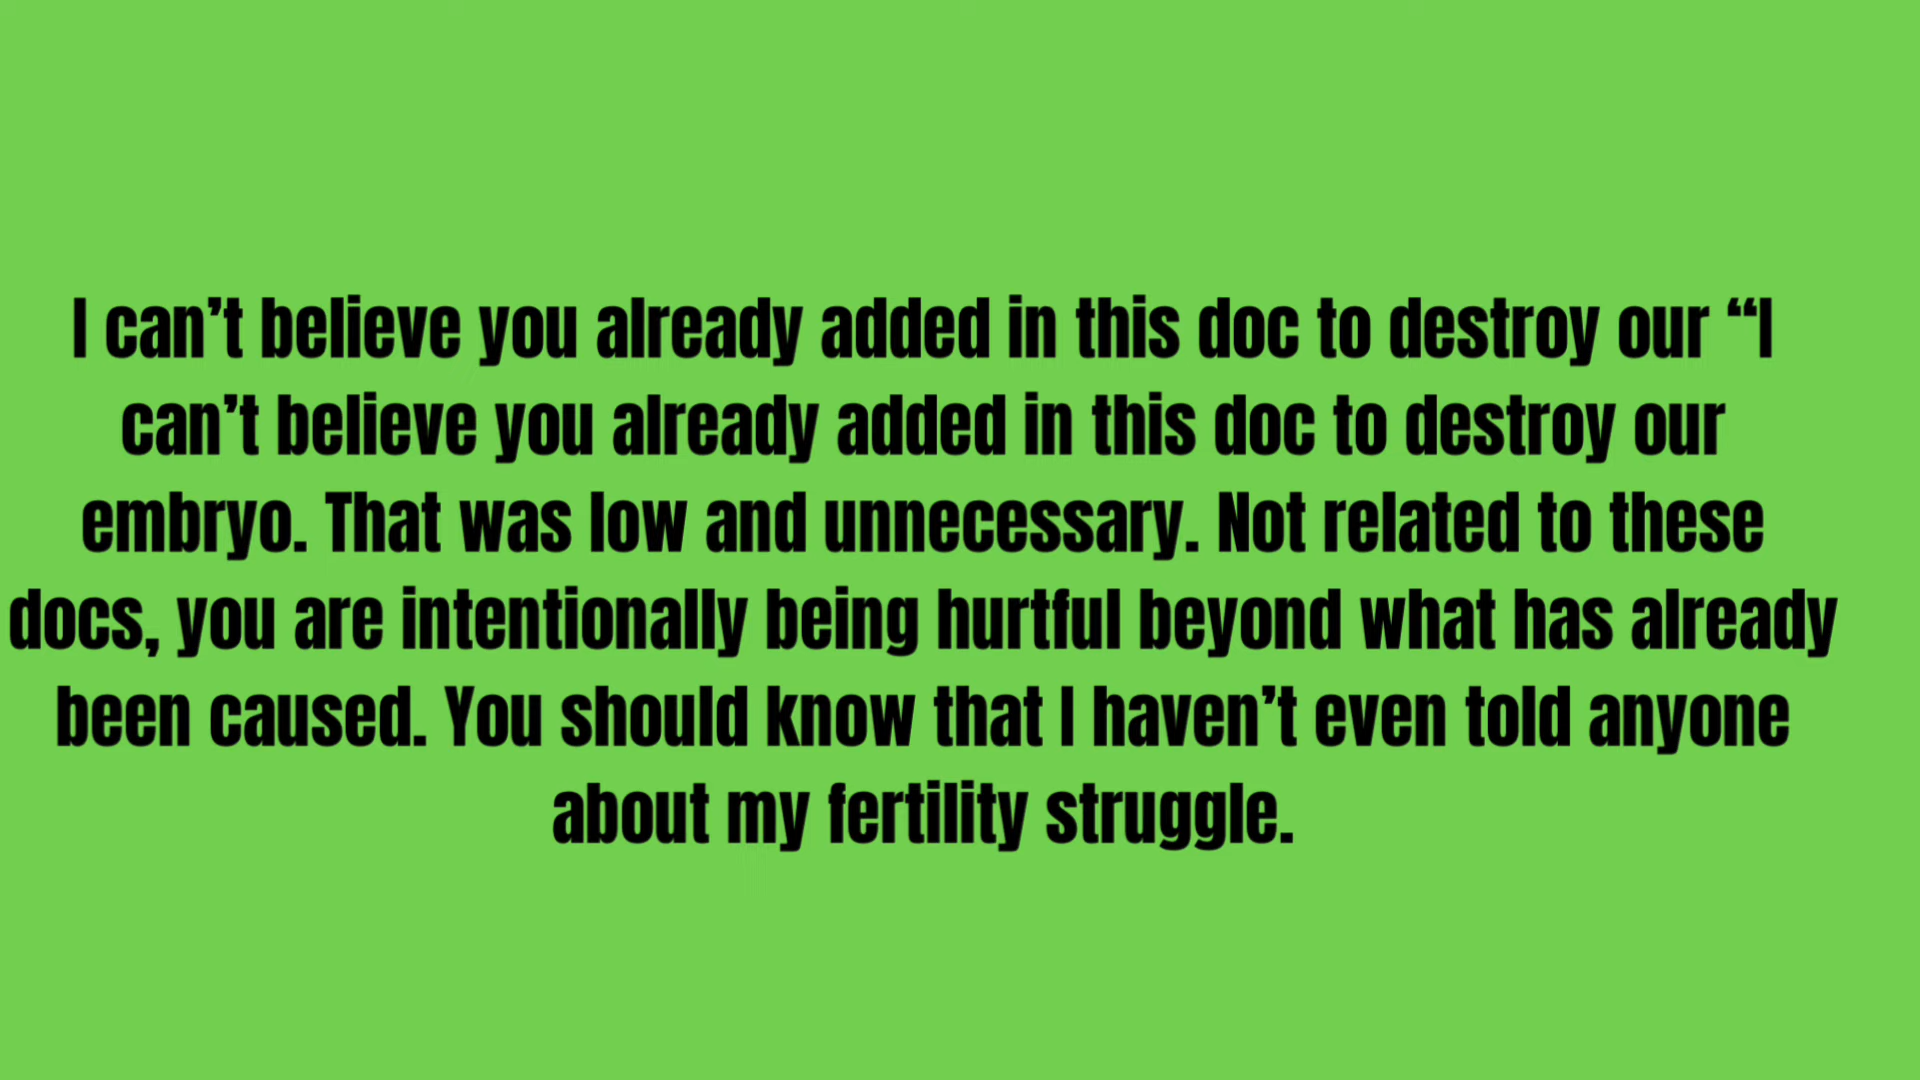 I can’t believe you already added in this doc to destroy our “I
can’t believe you already added in this doc to destroy our
embryo. That was low and unnecessary. Not related to these
docs, you are intentionally being hurtful beyond what has already
been caused. You should know that I haven’t even told anyone
about my fertility struggle.